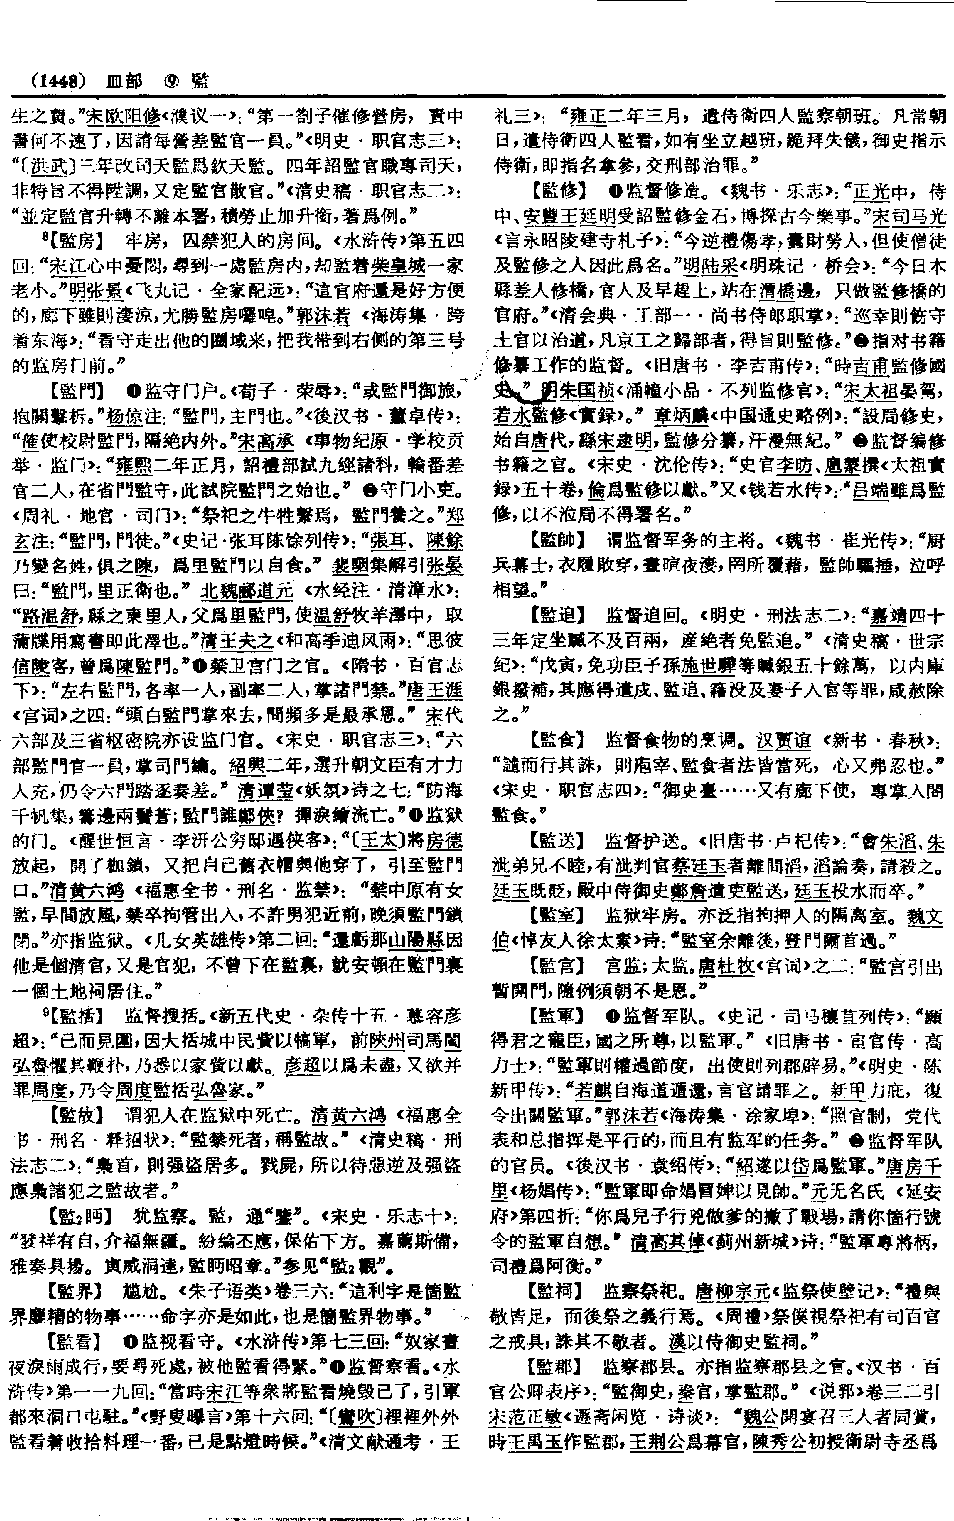 (1448) 皿部 ⑨ 監
生之賫。”宋欧阳修《濮议一》：“第一劄子催修營房，賫中
書何不速了，因請每營差監官一員。”《明史·职官志三》：
“〔洪武〕三年改司天監爲欽天監。四年詔監官職專司天，
非特旨不得陞調，又定監官散官。”《清史稿·职官志二》：
“並定監官升轉不離本署，積勞止加升銜，著爲例。”
⁸【監房】 牢房，囚禁犯人的房间。《水浒传》第五四
回：“宋江心中憂悶，尋到一處監房内，却監着柴皇城一家
老小。”明张景《飞丸记·全家配远》：“這官府還是好方便
的，廊下雖則淒涼，尤勝監房囉唣。”郭沫若《海涛集·跨
着东海》：“看守走出他的圈域来，把我带到右侧的第三号
的监房门前。”
【監門】 ❶监守门户。《荀子·荣辱》：“或監門御旅，
抱關擊柝。”杨倞注：“監門，主門也。”《後汉书·董卓传》：
“傕使校尉監門，隔絶内外。”宋高承《事物纪原·学校贡
举·监门》：“雍熙二年正月，詔禮部試九經諸科，輪番差
官二人，在省門監守，此試院監門之始也。”❷守门小吏。
《周礼·地官·司门》：“祭祀之牛牲繫焉，監門養之。”郑
玄注：“監門，門徒。”《史记·张耳陈馀列传》：“張耳、陳餘
乃變名姓，俱之陳，爲里監門以自食。”裴駰集解引张晏
曰：“監門，里正衛也。”北魏郦道元《水经注·清漳水》：
“路温舒，縣之東里人，父爲里監門，使温舒牧羊澤中，取
蒲牒用寫書即此澤也。”清王夫之《和高季迪风雨》：“思彼
信陵客，曾爲陳監門。”❸禁卫宫门之官。《隋书·百官志
下》：“左右監門，各率一人，副率二人，掌諸門禁。”唐王涯
《宫词》之四：“頭白監門掌來去，問頻多是最承恩。”宋代
六部及三省枢密院亦设监门官。《宋史·职官志三》：“六
部監門官一員，掌司門鑰。紹興二年，選升朝文臣有才力
人充，仍令六門踏逐奏差。”清谭莹《妖氛》诗之七：“防海
千帆集，籌邊兩鬢蒼；監門誰鄭俠？揮淚繪流亡。”❹监狱
的门。《醒世恒言·李汧公穷邸遇侠客》：“〔王太〕將房德
放起，開了枷鎖，又把自己舊衣帽與他穿了，引至監門
口。”清黄六鸿《福惠全书·刑名·监禁》：“禁中原有女
監，早間放風，禁卒拘管出入，不許男犯近前，晚須監門鎖
閉。”亦指监狱。《儿女英雄传》第二回：“還虧那山陽縣因
他是個清官，又是官犯，不曾下在監裏，就安頓在監門裏
一個土地祠居住。”
⁹【監括】 监督搜括。《新五代史·杂传十五·慕容彦
超》：“已而見圍，因大括城中民貲以犒軍，前陝州司馬閻
弘魯懼其鞭扑，乃悉以家貲以獻。彦超以爲未盡，又欲并
罪周度，乃令周度監括弘魯家。”
【監故】 谓犯人在监狱中死亡。清黄六鸿《福惠全
书·刑名·释招状》：“監禁死者，稱監故。”《清史稿·刑
法志二》：“梟首，則强盜居多。戮屍，所以待惡逆及强盜
應梟諸犯之監故者。”
【監₂眄】 犹监察。監，通“鑒”。《宋史·乐志十》：
“發祥有自，介福無疆。紛綸丕應，保佑下方。嘉薦斯備，
雅奏具揚。寅威洞達，監眄昭章。”参见“監₂觀”。
【監界】 尴尬。《朱子语类》卷三六：“這利字是箇監
界鏖糟的物事……命字亦是如此，也是箇監界物事。”
【監看】 ❶监视看守。《水浒传》第七三回：“奴家晝
夜淚雨成行，要尋死處，被他監看得緊。”❷监督察看。《水
浒传》第一一九回：“當時宋江等衆將監看燒毁已了，引軍
都來洞口屯駐。”《野叟曝言》第十六回：“〔鸞吹〕裡裡外外
監看着收拾料理一番，已是點燈時候。”《清文献通考·王
礼三》：“雍正二年三月，遣侍衛四人監察朝班。凡常朝
日，遣侍衛四人監看，如有坐立越班，跪拜失儀，御史指示
侍衛，即指名拿參，交刑部治罪。”
【監修】 ❶监督修造。《魏书·乐志》：“正光中，侍
中、安豐王延明受詔監修金石，博探古今樂事。”宋司马光
《言永昭陵建寺札子》：“今逆禮傷孝，蠹財勞人，但使僧徒
及監修之人因此爲名。”明陆采《明珠记·桥会》：“今日本
縣差人修橋，官人及早趕上，站在渭橋邊，只做監修橋的
官府。”《清会典·工部一·尚书侍郎职掌》：“巡幸則飭守
土官以治道，凡京工之歸部者，得旨則監修。”❷指对书籍
修纂工作的监督。《旧唐书·李吉甫传》：“時吉甫監修國
史。”明朱国祯《涌幢小品·不列监修官》：“宋太祖晏駕，
若水監修《實録》。”章炳麟《中国通史略例》：“設局修史，
始自唐代，繇宋逮明，監修分纂，汗漫無紀。”❸监督编修
书籍之官。《宋史·沈伦传》：“史官李昉、扈蒙撰《太祖實
録》五十卷，倫爲監修以獻。”又《钱若水传》：“吕端雖爲監
修，以不涖局不得署名。”
【監帥】 谓监督军务的主将。《魏书·崔光传》：“厨
兵幕士，衣履敗穿，晝暄夜淒，罔所覆藉，監帥驅捶，泣呼
相望。”
【監追】 监督追回。《明史·刑法志二》：“嘉靖四十
三年定坐贓不及百兩，産絶者免監追。”《清史稿·世宗
纪》：“戊寅，免功臣子孫施世驊等贓銀五十餘萬，以内庫
銀撥補，其應得遣戍、監追、籍没及妻子入官等罪，咸赦除
之。”
【監食】 监督食物的烹调。汉贾谊《新书·春秋》：
“譴而行其誅，則庖宰、監食者法皆當死，心又弗忍也。”
《宋史·职官志四》：“御史臺……又有廊下使，專掌入閤
監食。”
【監送】 监督护送。《旧唐书·卢杞传》：“會朱滔、朱
泚弟兄不睦，有泚判官蔡廷玉者離間滔，滔論奏，請殺之。
廷玉既貶，殿中侍御史鄭詹遣吏監送，廷玉投水而卒。”
【監室】 监狱牢房。亦泛指拘押人的隔离室。魏文
伯《悼友人徐太素》诗：“監室余離後，登門爾首過。”
【監宫】 宫监；太监。唐杜牧《宫词》之二：“監宫引出
暫開門，隨例須朝不是恩。”
【監軍】 ❶监督军队。《史记·司马穰苴列传》：“願
得君之寵臣，國之所尊，以監軍。”《旧唐书·宦官传·高
力士》：“監軍則權過節度，出使則列郡辟易。”《明史·陈
新甲传》：“若麒自海道遁還，言官請罪之。新甲力庇，復
令出關監軍。”郭沫若《海涛集·涂家埠》：“照官制，党代
表和总指挥是平行的，而且有监军的任务。”❷监督军队
的官员。《後汉书·袁绍传》：“紹遂以岱爲監軍。”唐房千
里《杨娼传》：“監軍即命娼冒婢以見帥。”元无名氏《延安
府》第四折：“你爲兒子行兇做爹的撇了戰場，請你箇行號
令的監軍自想。”清高其倬《蓟州新城》诗：“監軍專將柄，
司禮爲阿衡。”
【監祠】 监察祭祀。唐柳宗元《监祭使壁记》：“禮與
敬皆足，而後祭之義行焉。《周禮》祭僕視祭祀有司百官
之戒具，誅其不敬者。漢以侍御史監祠。”
【監郡】 监察郡县。亦指监察郡县之官。《汉书·百
官公卿表序》：“監御史，秦官，掌監郡。”《说郛》卷三二引
宋范正敏《遯斋闲览·诗谈》：“魏公開宴召三人者同賞，
時王禹玉作監郡，王荆公爲幕官，陳秀公初授衛尉寺丞爲